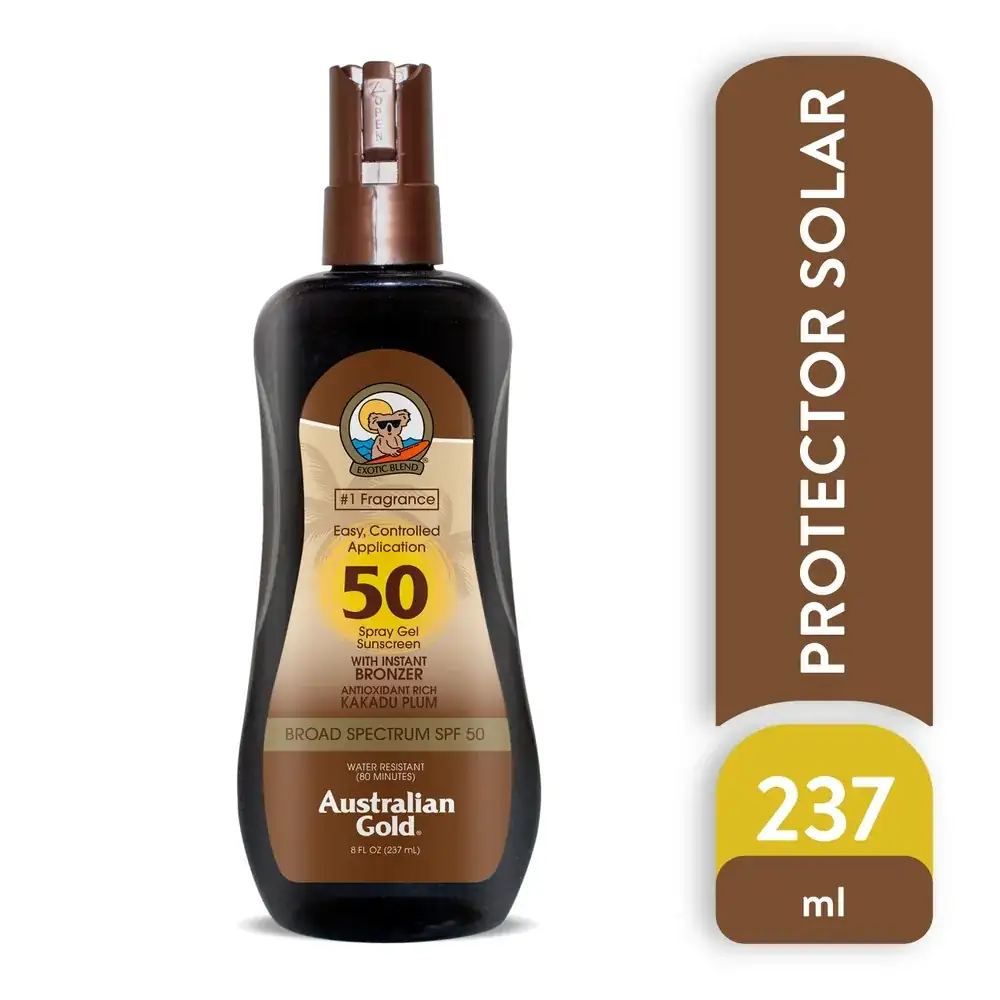 OPEN
EXOTIC BLEND
®
#1 Fragrance
Easy, Controlled
Application
50
Spray Gel
Sunscreen
WITH INSTANT
BRONZER
ANTIOXIDANT RICH
KAKADU PLUM
BROAD SPECTRUM SPF 50
WATER RESISTANT
(80 MINUTES)
Australian
Gold®
8 FL OZ (237 mL)
PROTECTOR SOLAR
237
ml